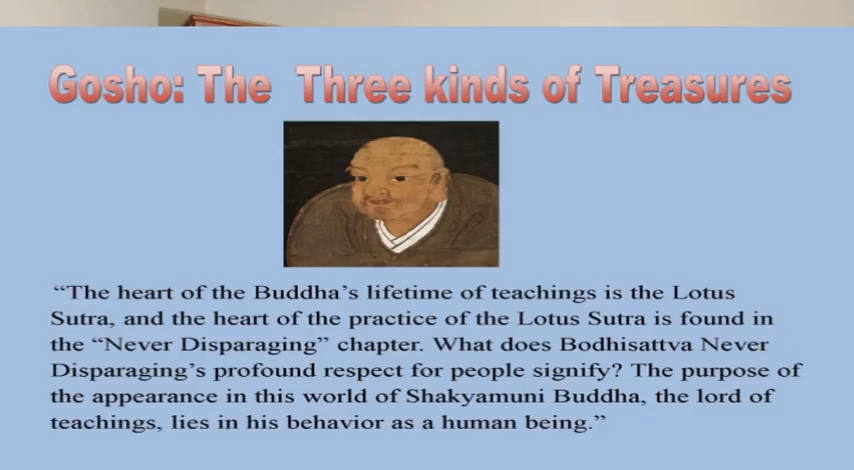 Gosho: The Three kinds of Treasures
“The heart of the Buddha’s lifetime of teachings is the Lotus
Sutra, and the heart of the practice of the Lotus Sutra is found in
the “Never Disparaging” chapter. What does Bodhisattva Never
Disparaging’s profound respect for people signify? The purpose of
the appearance in this world of Shakyamuni Buddha, the lord of
teachings, lies in his behavior as a human being.”